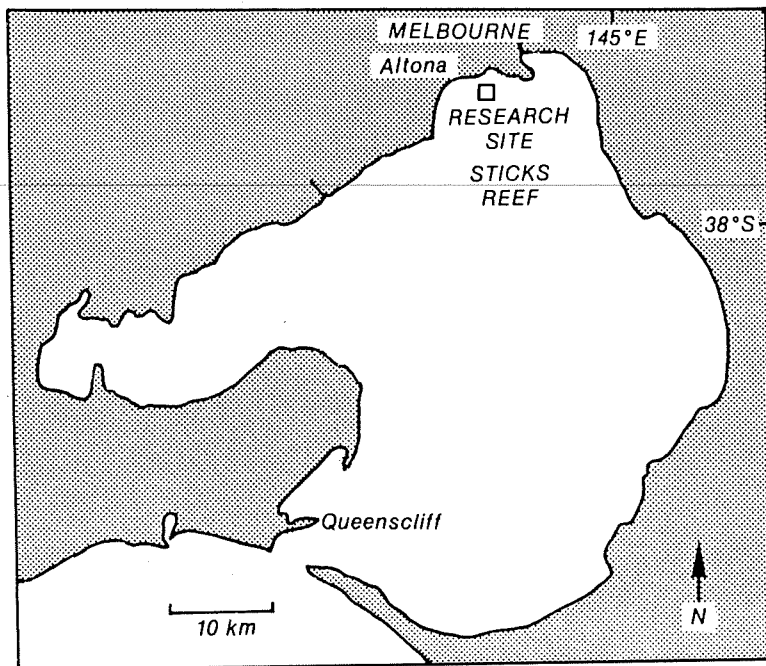 MELBOURNE
145°E
Altona
RESEARCH
SITE
STICKS
REEF
38°S
Queenscliff
10 km
N